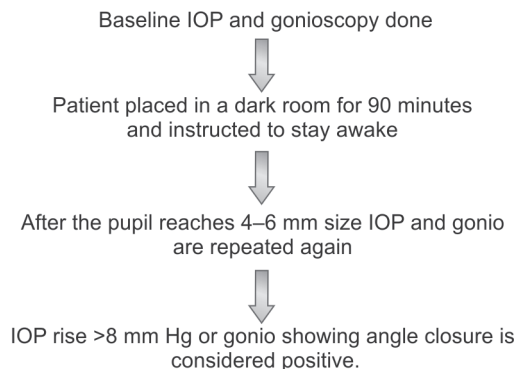 Baseline IOP and gonioscopy done
Patient placed in a dark room for 90 minutes
and instructed to stay awake
After the pupil reaches 4–6 mm size IOP and gonio
are repeated again
IOP rise >8 mm Hg or gonio showing angle closure is
considered positive.